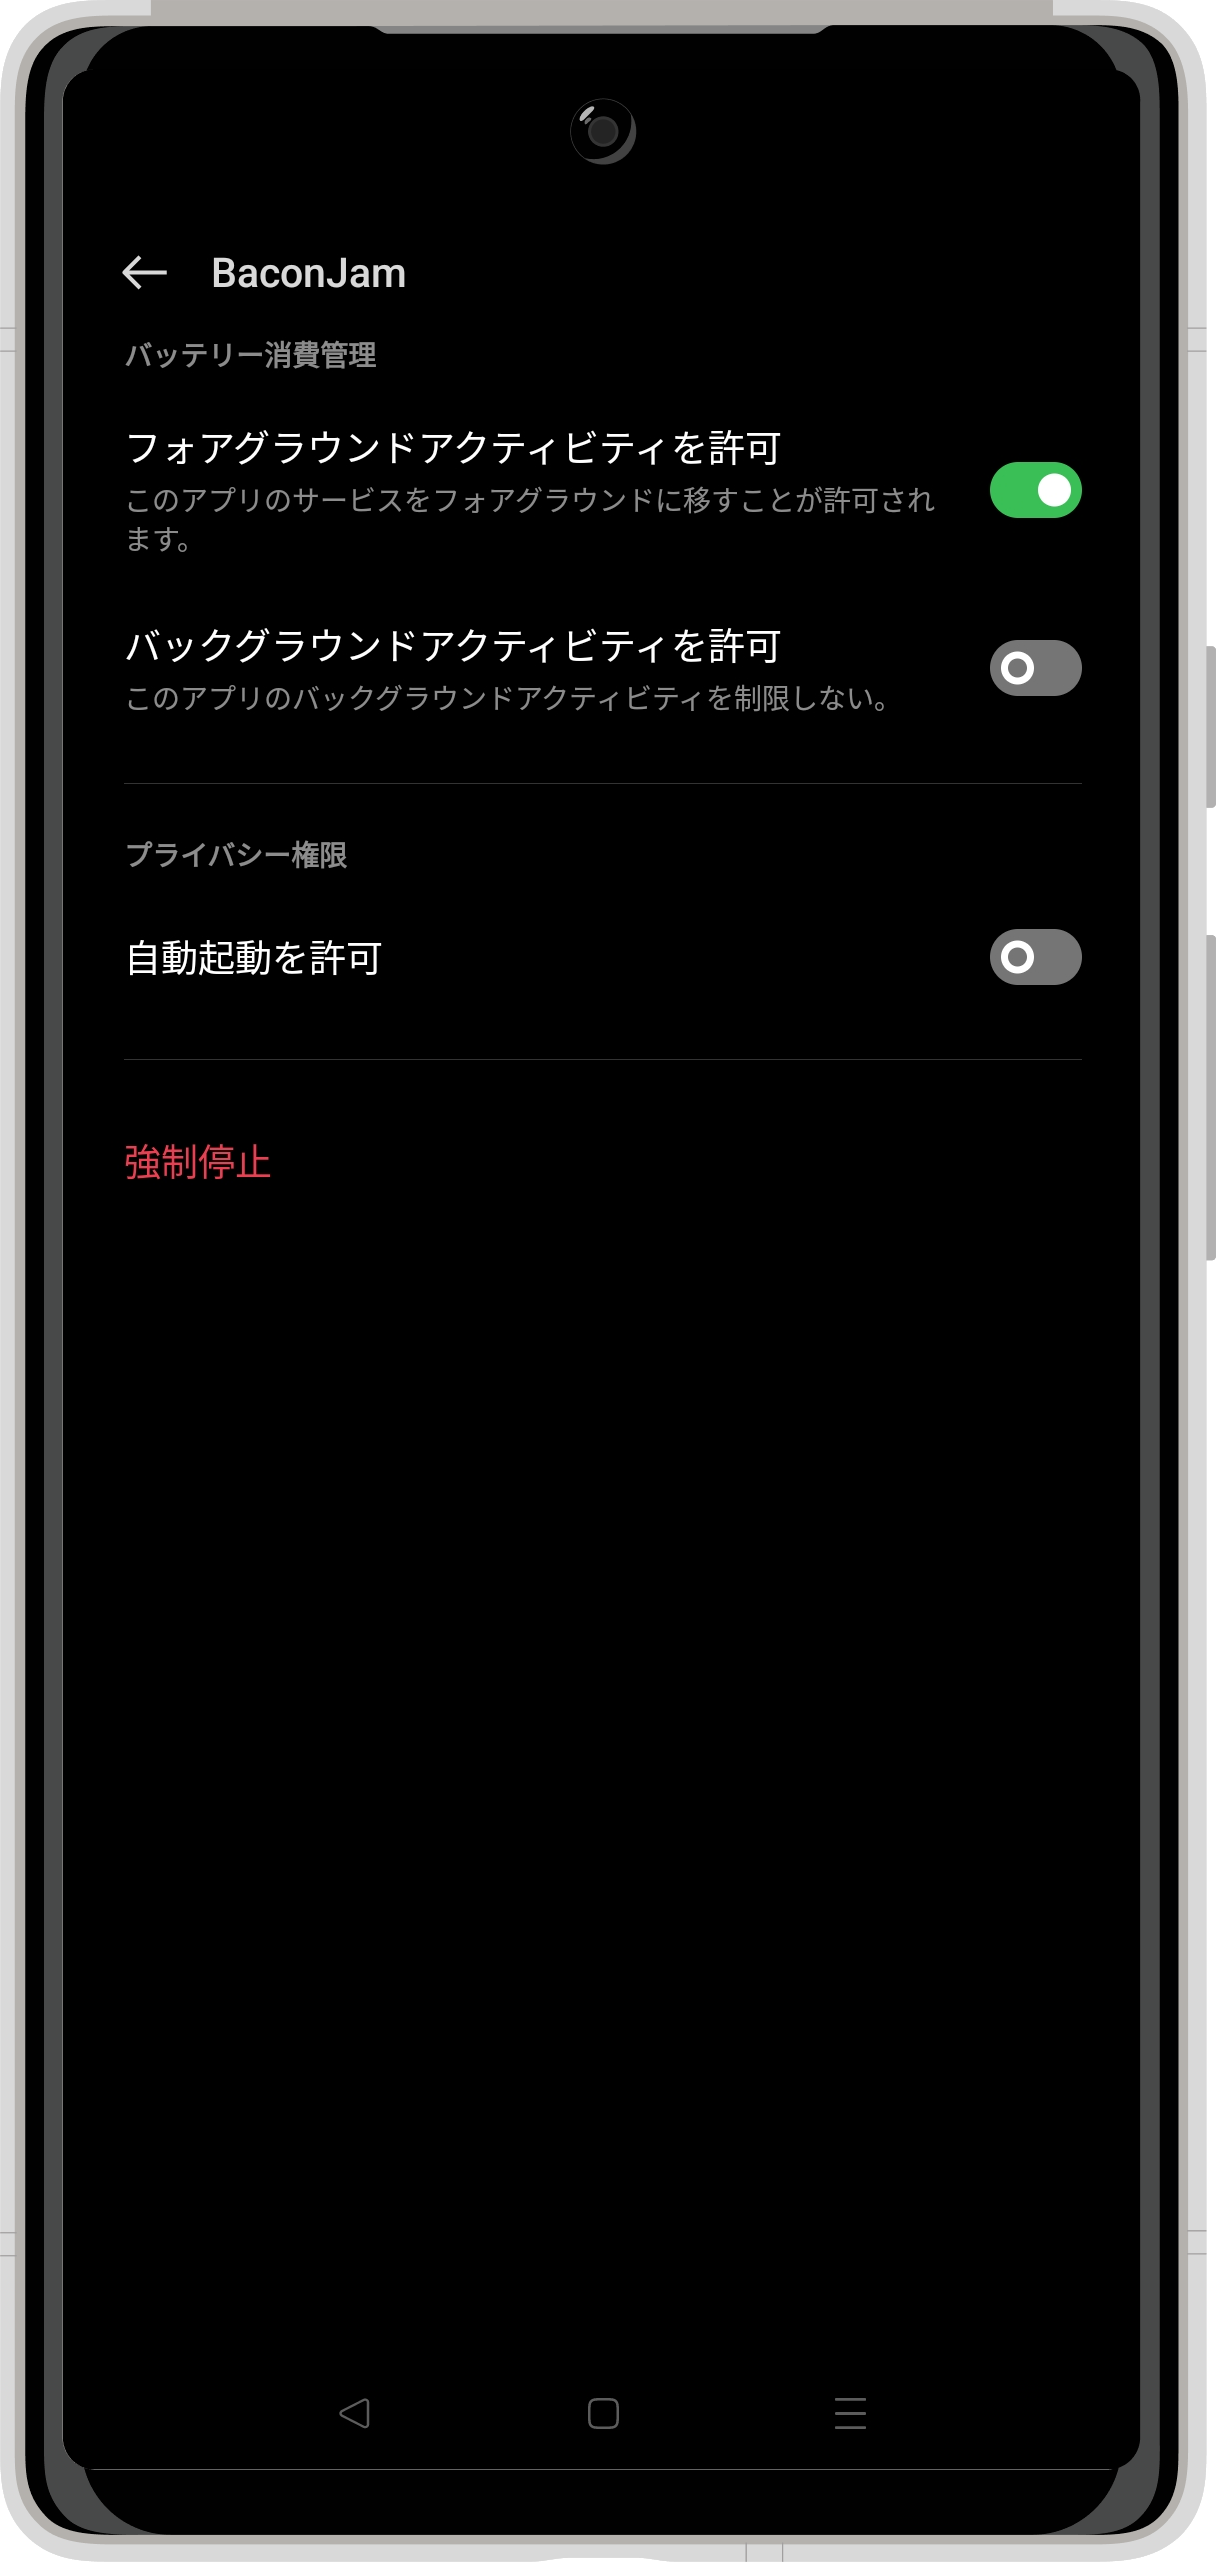 BaconJam
バッテリー消費管理
フォアグラウンドアクティビティを許可
このアプリのサービスをフォアグラウンドに移すことが許可され
ます。
バックグラウンドアクティビティを許可
このアプリのバックグラウンドアクティビティを制限しない。
プライバシー権限
自動起動を許可
強制停止